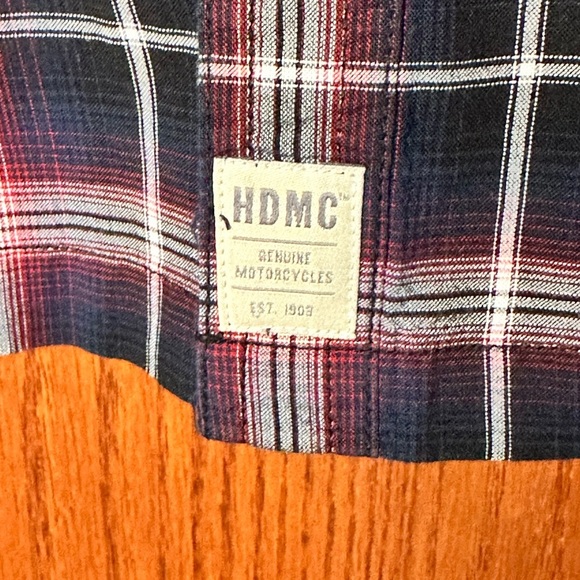 HDMC™
GENUINE
MOTORCYCLES
EST. 1903